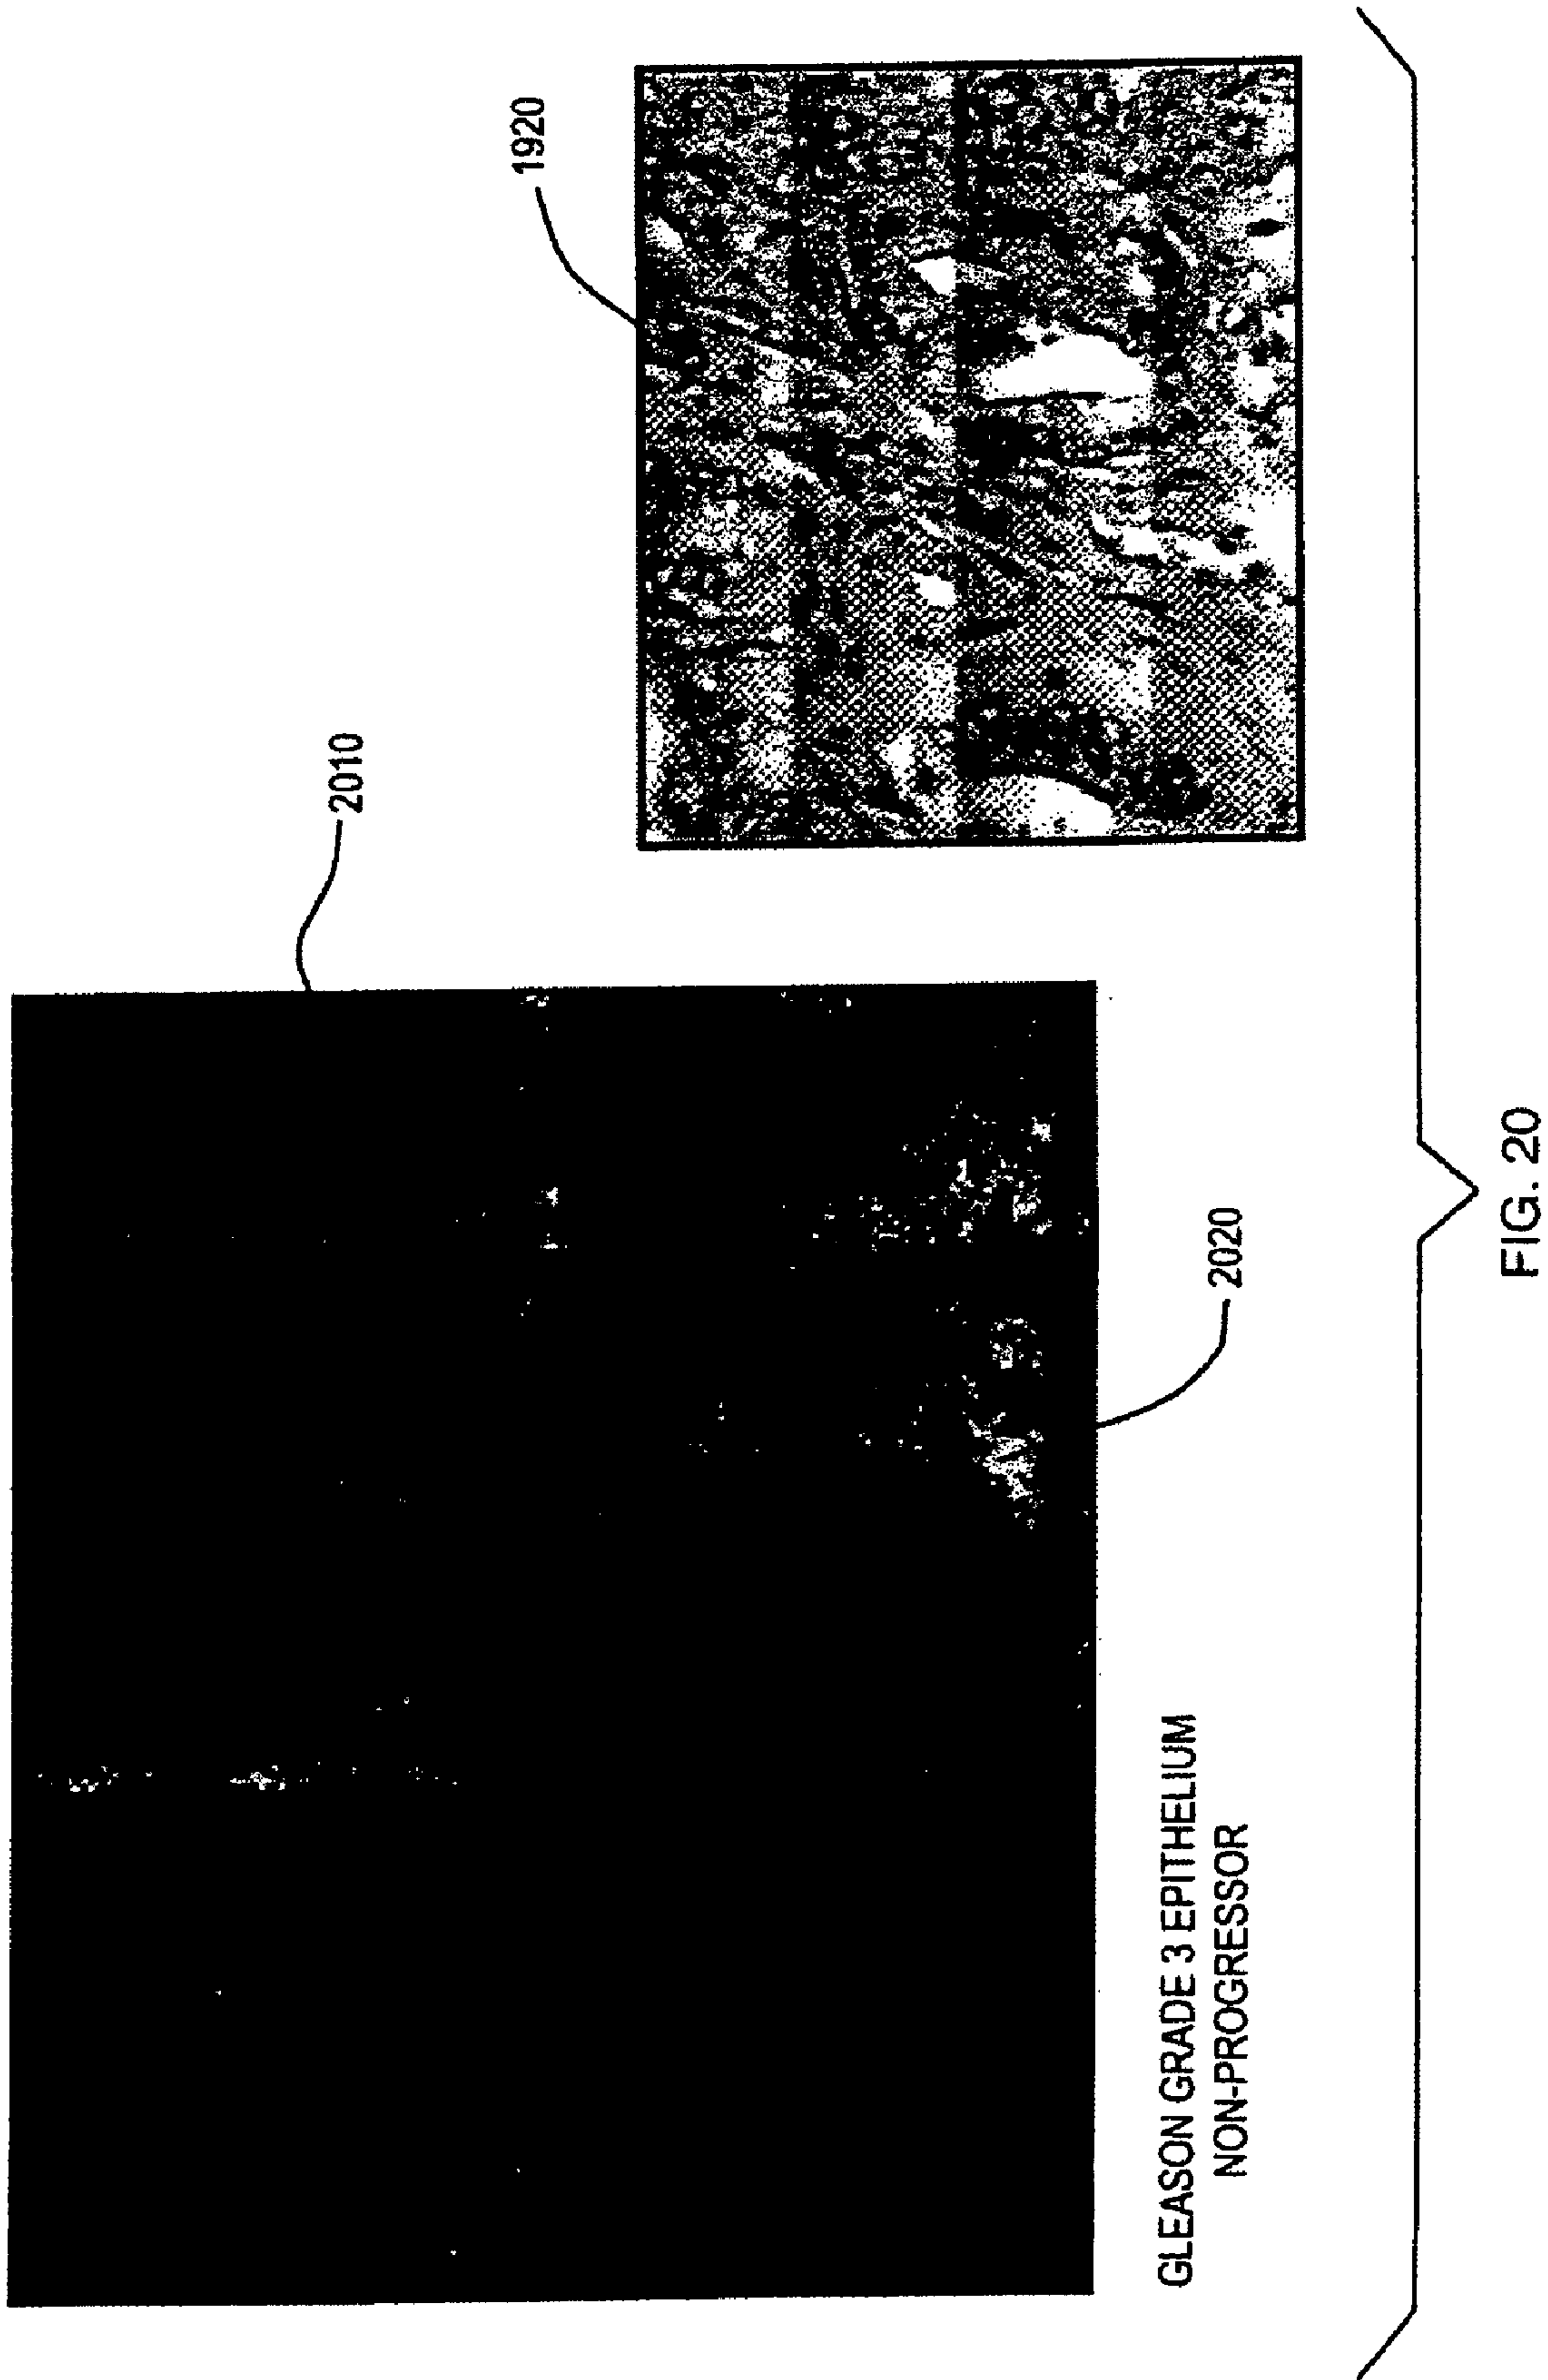 2010
1920
2020
GLEASON GRADE 3 EPITHELIUM
NON-PROGRESSOR
FIG. 20